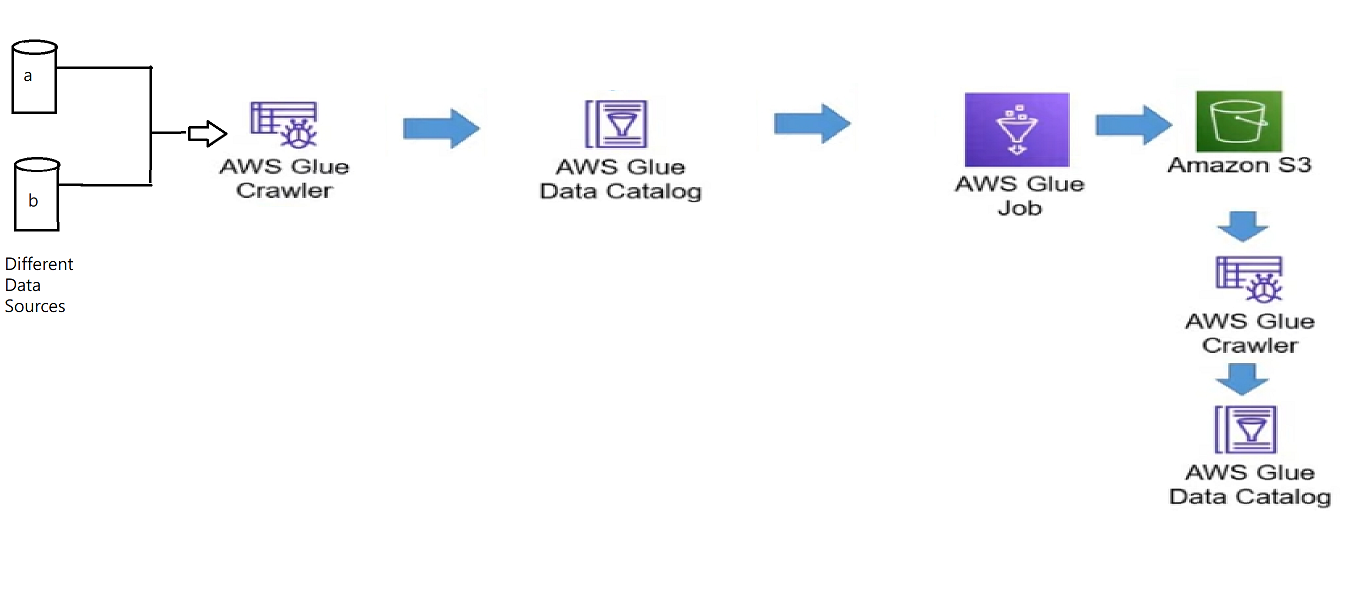 a
b
Different
Data
Sources
AWS Glue
Crawler
AWS Glue
Data Catalog
AWS Glue
Job
Amazon S3
AWS Glue
Crawler
AWS Glue
Data Catalog